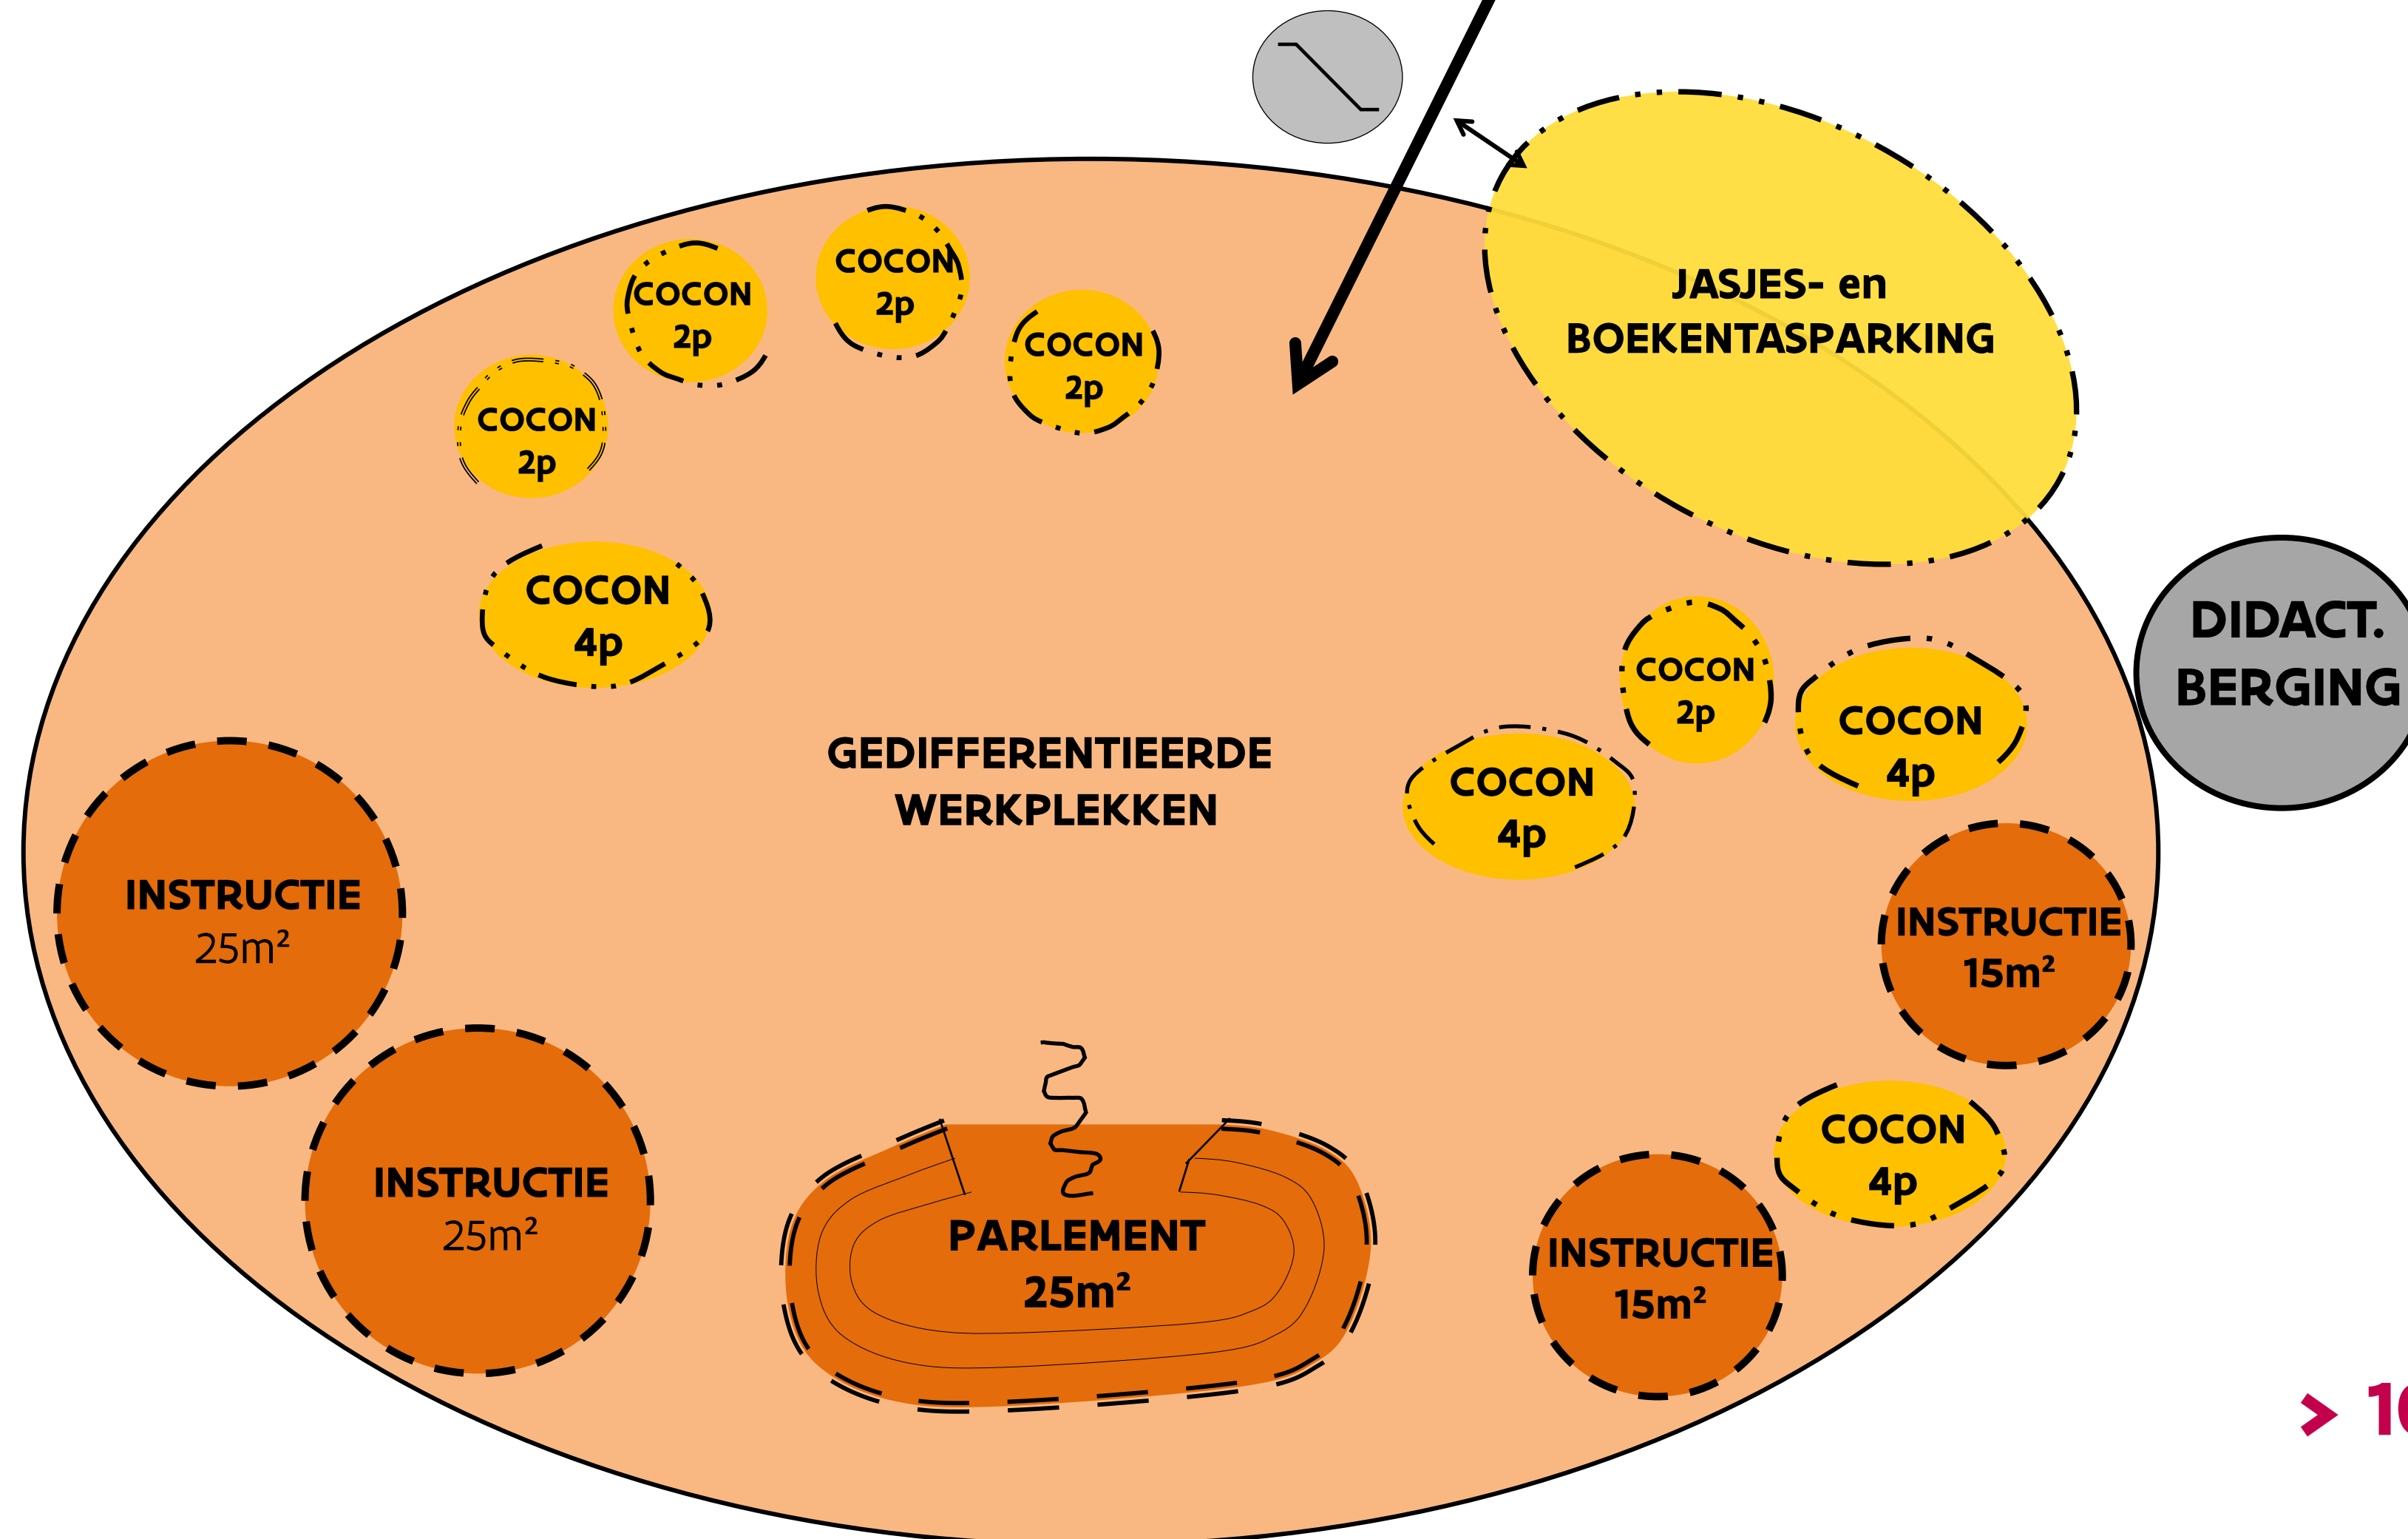 JASJES- en
BOEKENTASPARKING
COCON
2p
COCON
2p
COCON
2p
COCON
2p
COCON
4p
DIDACT.
BERGING
COCON
2p
COCON
4p
COCON
4p
GEDIFFERENTIEERDE
WERKPLEKKEN
INSTRUCTIE
25m²
INSTRUCTIE
15m²
INSTRUCTIE
25m²
PARLEMENT
25m²
COCON
4p
INSTRUCTIE
15m²
>